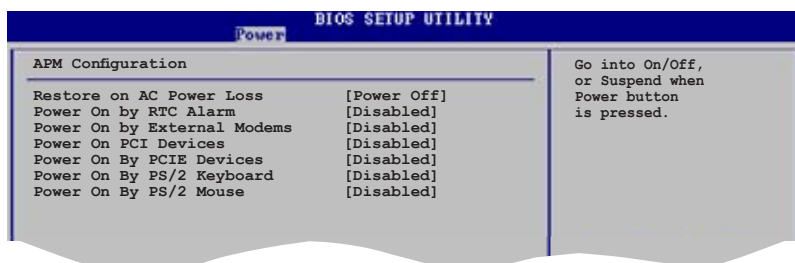 BIOS SETUP UTILITY
Power
APM Configuration
Restore on AC Power Loss [Power Off]
Power On by RTC Alarm [Disabled]
Power On by External Modems [Disabled]
Power On PCI Devices [Disabled]
Power On By PCIE Devices [Disabled]
Power On By PS/2 Keyboard [Disabled]
Power On By PS/2 Mouse [Disabled]
Go into On/Off,
or Suspend when
Power button
is pressed.